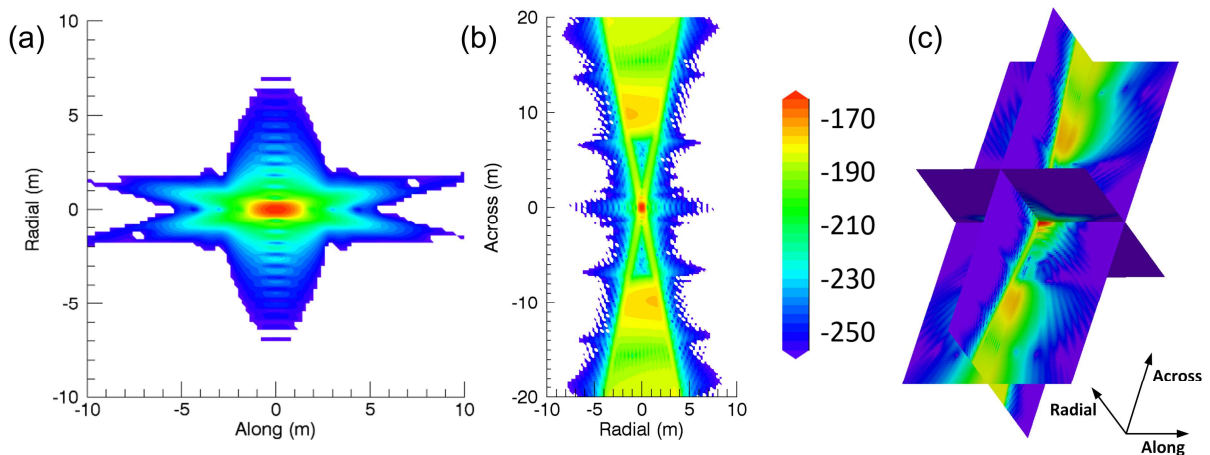 (a)
10
5
0
-5
-10
Radial (m)
-10 -5 0 5 10
Along (m)
(b)
20
10
0
-10
-20
Across (m)
-10 -5 0 5 10
Radial (m)
-170
-190
-210
-230
-250
(c)
Across
Radial
Along